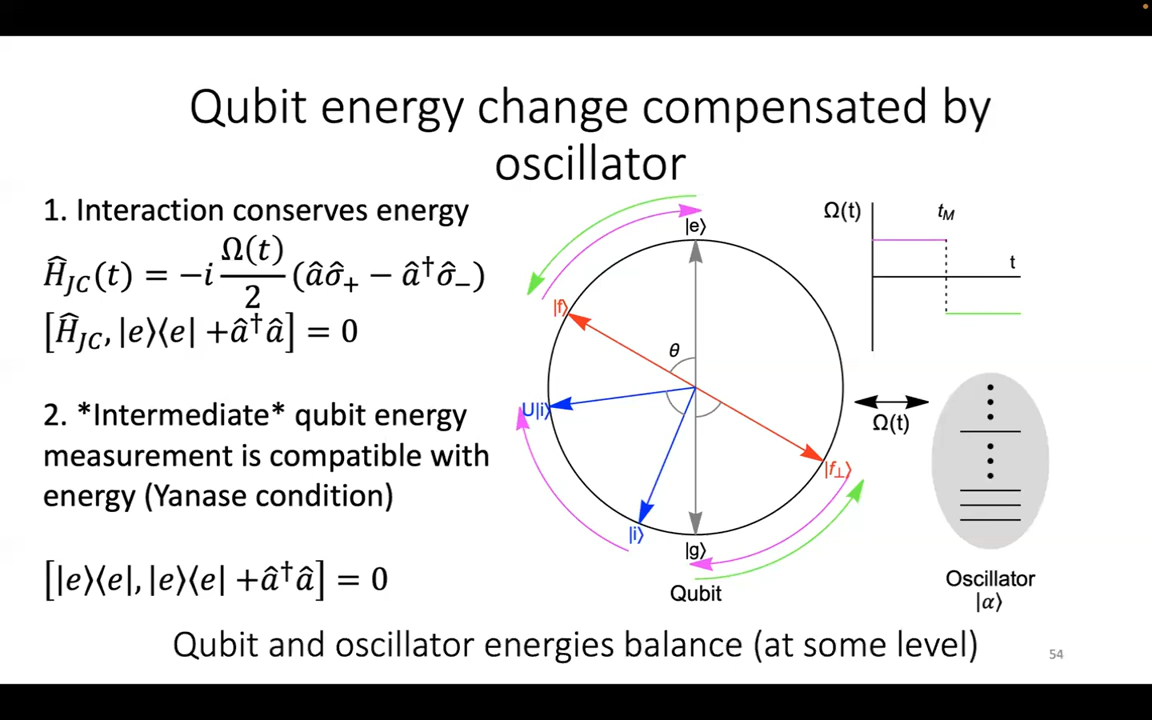 Qubit energy change compensated by
oscillator
1. Interaction conserves energy
Ĥ_JC(t) = −i Ω(t)/2 (âσ̂₊ − â†σ̂₋)
[Ĥ_JC, |e⟩⟨e| +â†â] = 0
2. *Intermediate* qubit energy
measurement is compatible with
energy (Yanase condition)
[|e⟩⟨e|, |e⟩⟨e| +â†â] = 0
|e⟩
|f⟩
θ
U|i⟩
|f⊥⟩
|i⟩
|g⟩
Qubit
Ω(t)
t_M
t
Ω(t)
Oscillator
|α⟩
Qubit and oscillator energies balance (at some level)
54